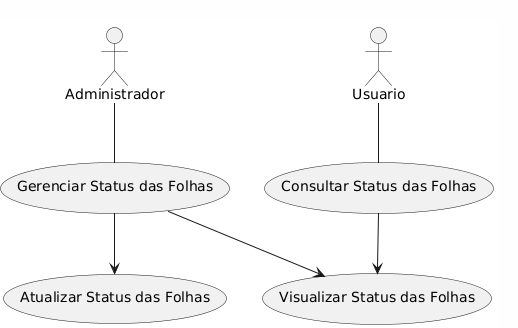 Administrador
Usuario
Gerenciar Status das Folhas
Consultar Status das Folhas
Atualizar Status das Folhas
Visualizar Status das Folhas